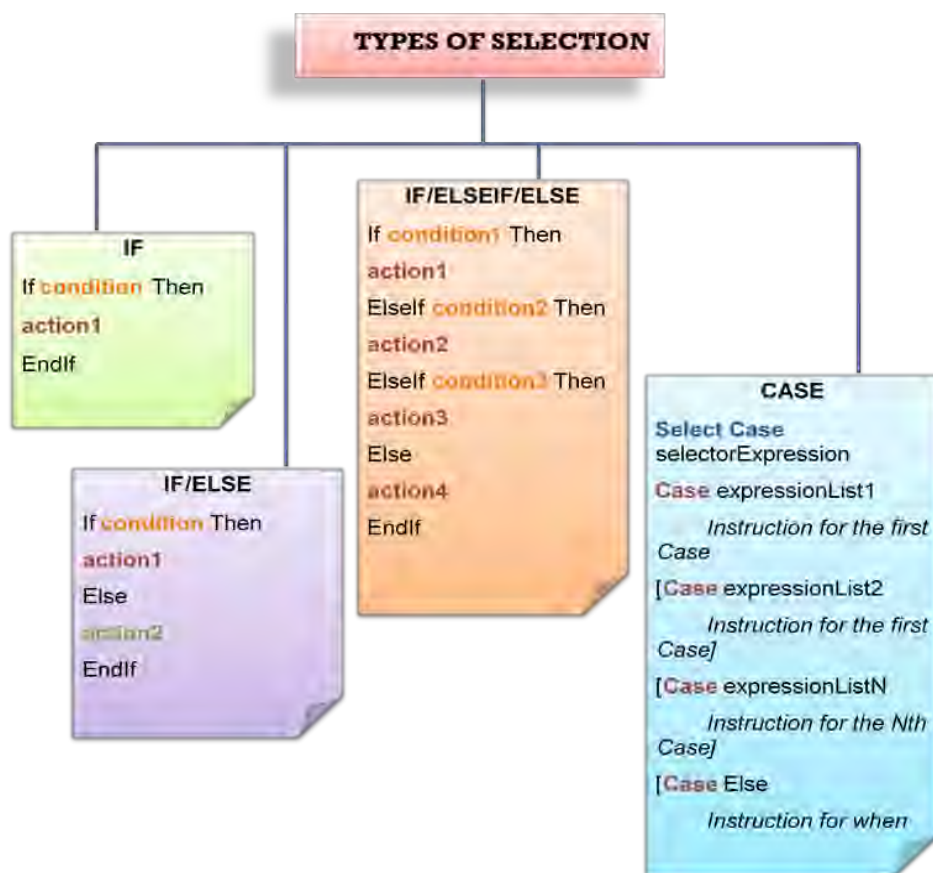 TYPES OF SELECTION
IF
If condition Then
action1
EndIf
IF/ELSE
If condition Then
action1
Else
action2
EndIf
IF/ELSEIF/ELSE
If condition1 Then
action1
ElseIf condition2 Then
action2
ElseIf condition3 Then
action3
Else
action4
EndIf
CASE
Select Case
selectorExpression
Case expressionList1
Instruction for the first
Case
[Case expressionList2
Instruction for the first
Case]
[Case expressionListN
Instruction for the Nth
Case]
[Case Else
Instruction for when